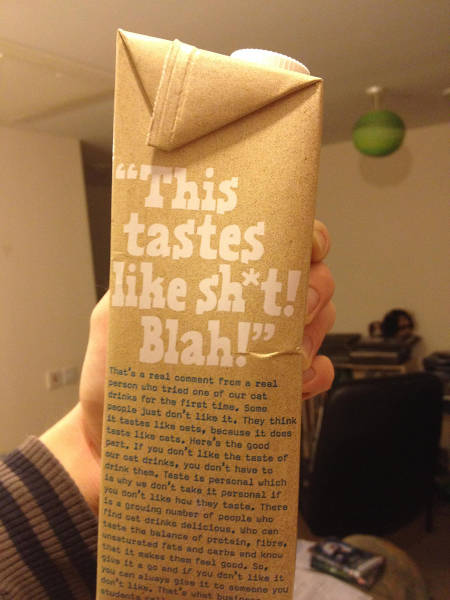 “This
tastes
like sh*t!
Blah!”
That's a real comment from a real
person who tried one of our oat
drinks for the first time. Some
people just don't like it. They think
it tastes like oats, because it does
taste like oats. Here's the good
part. If you don't like the taste of
our oat drinks, you don't have to
drink them. Taste is personal which
is why we don't take it personal if
you don't like how they taste. There
is a growing number of people who
find oat drinks delicious. Who can
taste the balance of protein, fibre,
unsaturated fats and carbs and know
that it makes them feel good. So,
give it a go and if you don't like it
you can always give it to someone you
don't like. That's what business
students call